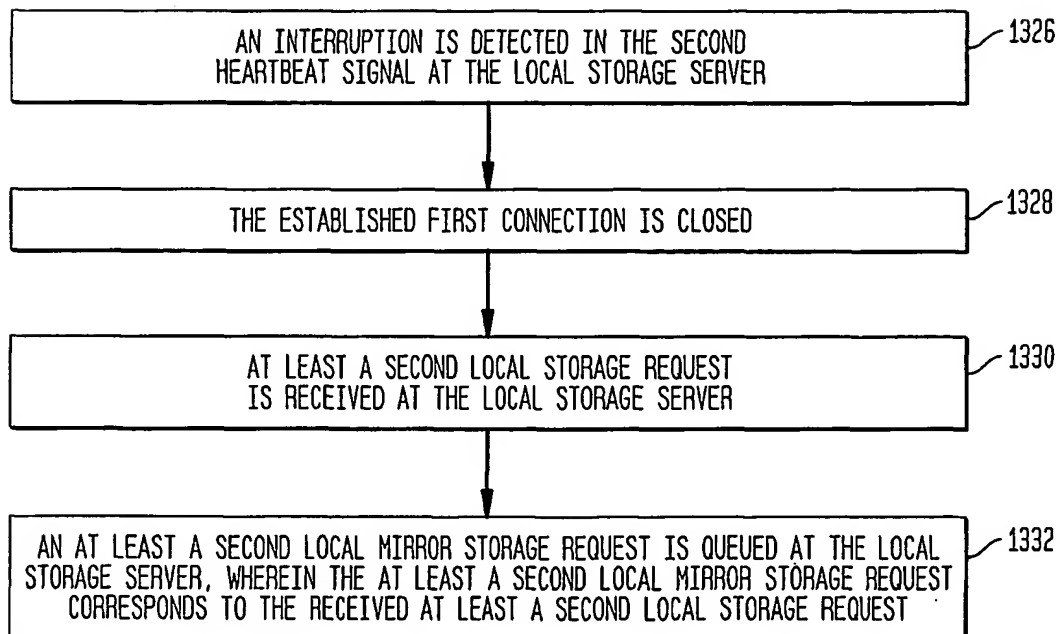 AN INTERRUPTION IS DETECTED IN THE SECOND
HEARTBEAT SIGNAL AT THE LOCAL STORAGE SERVER
1326
THE ESTABLISHED FIRST CONNECTION IS CLOSED
1328
AT LEAST A SECOND LOCAL STORAGE REQUEST
IS RECEIVED AT THE LOCAL STORAGE SERVER
1330
AN AT LEAST A SECOND LOCAL MIRROR STORAGE REQUEST IS QUEUED AT THE LOCAL
STORAGE SERVER, WHEREIN THE AT LEAST A SECOND LOCAL MIRROR STORAGE REQUEST
CORRESPONDS TO THE RECEIVED AT LEAST A SECOND LOCAL STORAGE REQUEST
1332